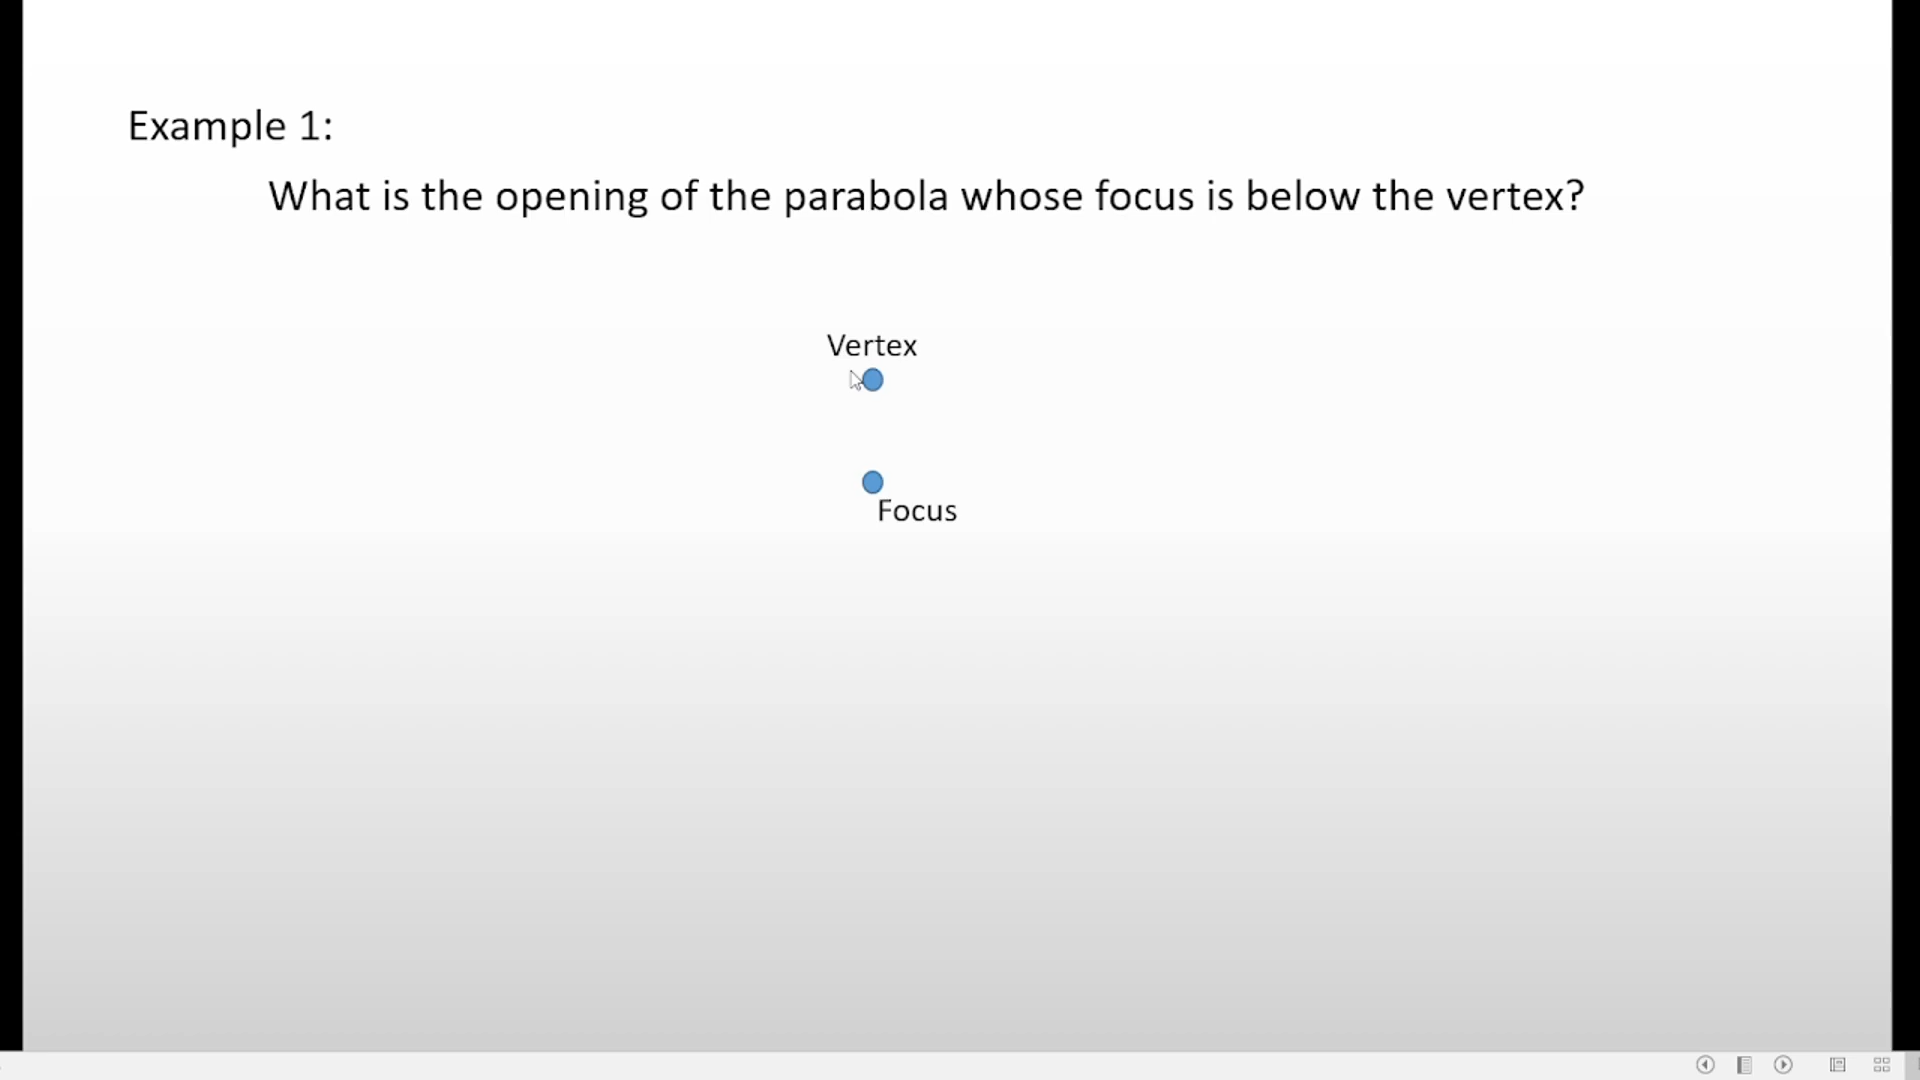 Example 1:
What is the opening of the parabola whose focus is below the vertex?
Vertex
Focus